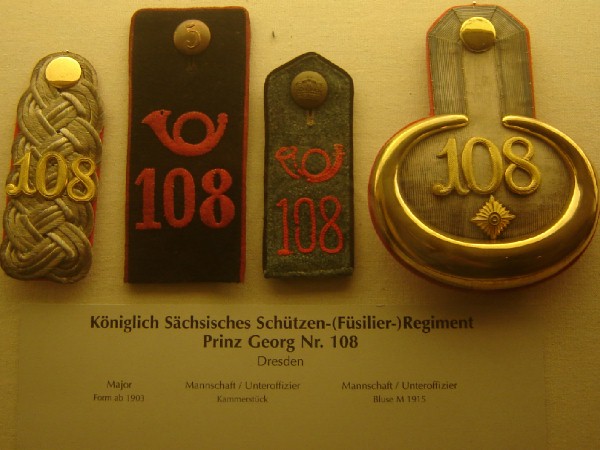 5
108
108
108
108
Königlich Sächsisches Schützen-(Füsilier-)Regiment
Prinz Georg Nr. 108
Dresden
Major
Form ab 1903
Mannschaft / Unteroffizier
Kammerstück
Mannschaft / Unteroffizier
Bluse M 1915